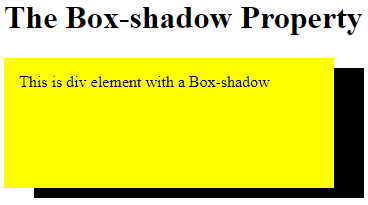 The Box-shadow Property
This is div element with a Box-shadow